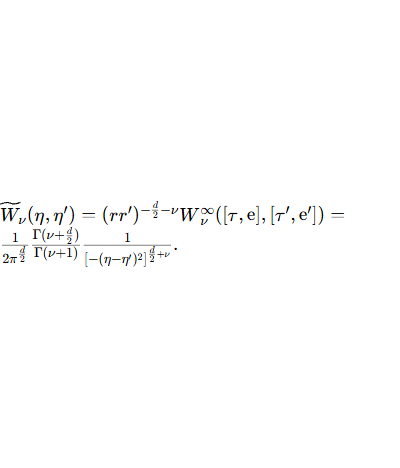 \widetilde{W}_{\nu}(\eta, \eta') = (rr')^{-\frac{d}{2}-\nu} W_{\nu}^{\infty}([\tau, \mathrm{e}], [\tau', \mathrm{e}']) =
\frac{1}{2\pi^{\frac{d}{2}}} \frac{\Gamma(\nu+\frac{d}{2})}{\Gamma(\nu+1)} \frac{1}{[-(\eta-\eta')^2]^{\frac{d}{2}+\nu}}.